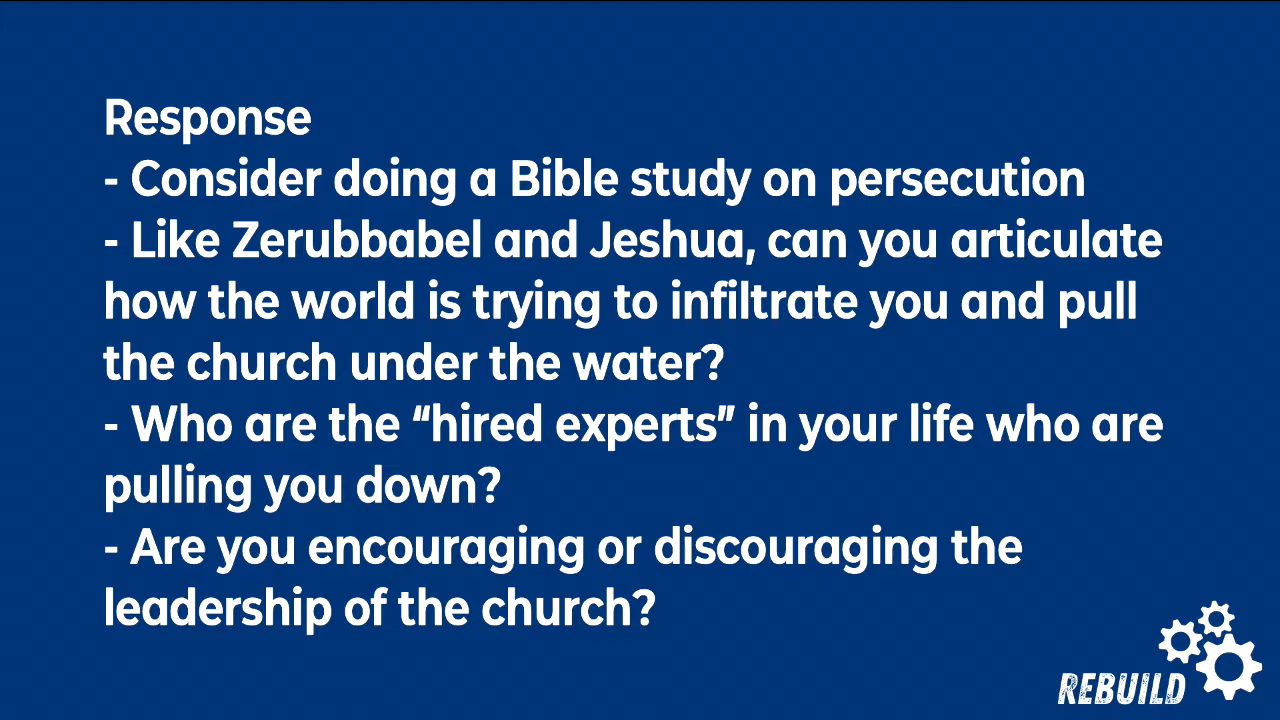 Response
- Consider doing a Bible study on persecution
- Like Zerubbabel and Jeshua, can you articulate
how the world is trying to infiltrate you and pull
the church under the water?
- Who are the “hired experts” in your life who are
pulling you down?
- Are you encouraging or discouraging the
leadership of the church?
REBUILD